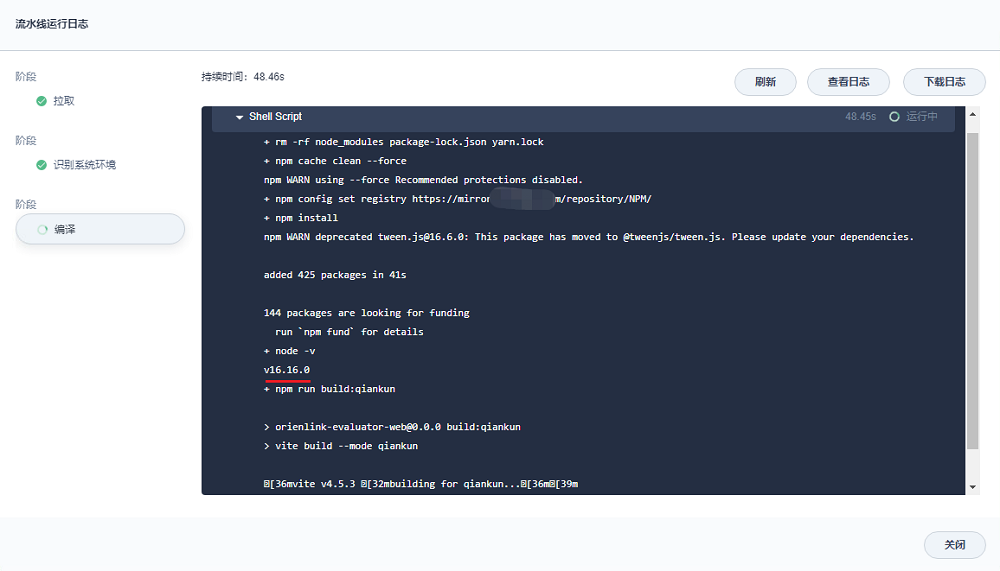 流水线运行日志
阶段
拉取
阶段
识别系统环境
阶段
编译
持续时间：48.46s
刷新
查看日志
下载日志
Shell Script
48.45s
运行中
+ rm -rf node_modules package-lock.json yarn.lock
+ npm cache clean --force
npm WARN using --force Recommended protections disabled.
+ npm config set registry https://mirror m/repository/NPM/
+ npm install
npm WARN deprecated tween.js@16.6.0: This package has moved to @tweenjs/tween.js. Please update your dependencies.
added 425 packages in 41s
144 packages are looking for funding
run `npm fund` for details
+ node -v
v16.16.0
+ npm run build:qiankun
> orienlink-evaluator-web@0.0.0 build:qiankun
> vite build --mode qiankun
[36mvite v4.5.3 [32mbuilding for qiankun...[36m[39m
关闭